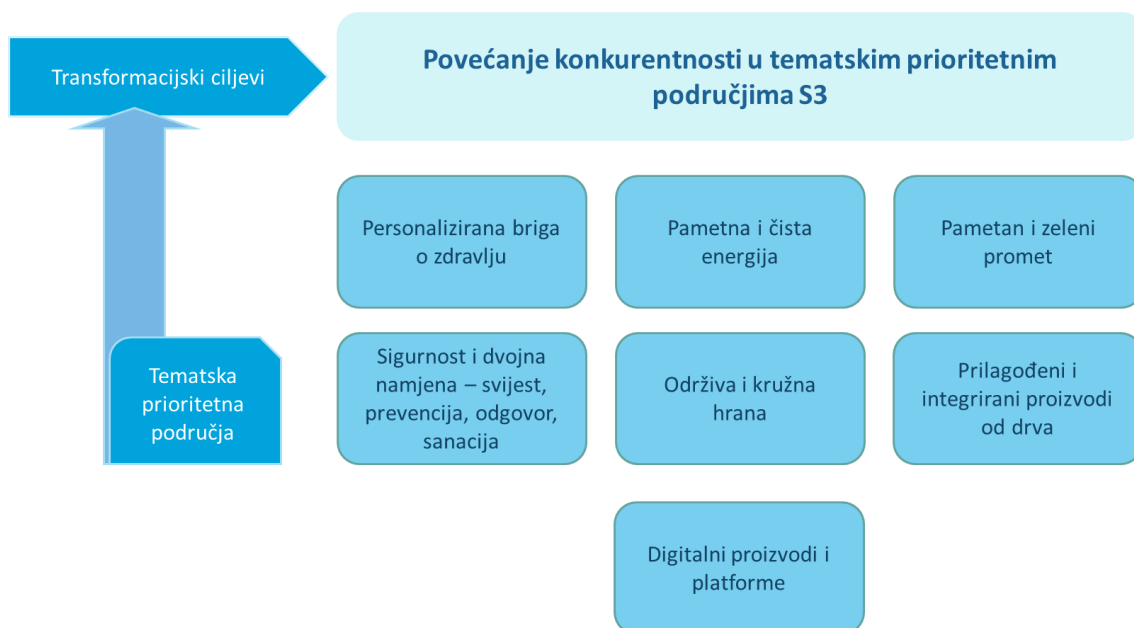 Transformacijski ciljevi
Povećanje konkurentnosti u tematskim prioritetnim
područjima S3
Personalizirana briga
o zdravlju
Pametna i čista
energija
Pametan i zeleni
promet
Tematska
prioritetna
područja
Sigurnost i dvojna
namjena – svijest,
prevencija, odgovor,
sanacija
Održiva i kružna
hrana
Prilagođeni i
integrirani proizvodi
od drva
Digitalni proizvodi i
platforme